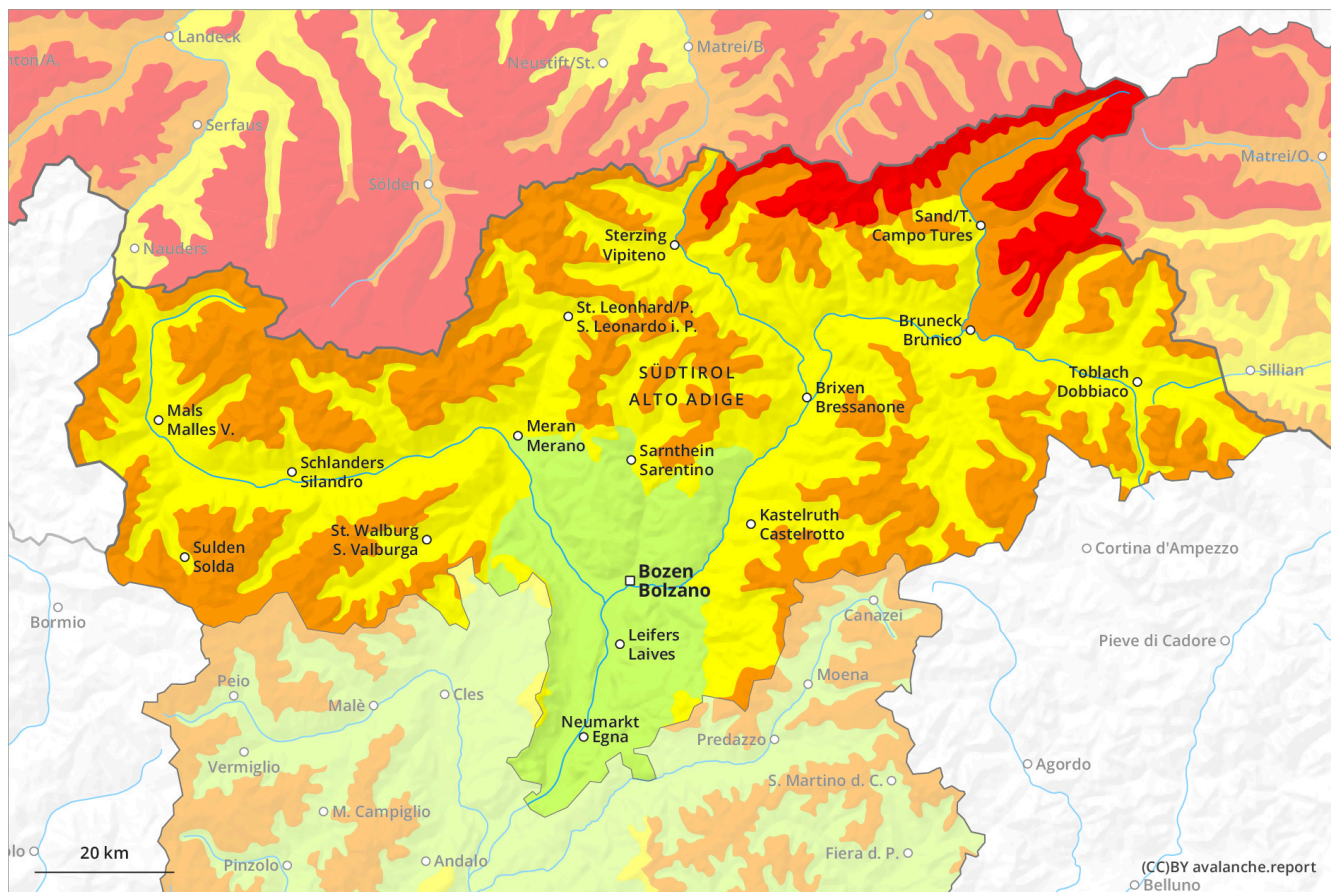 Landeck
nton/A.
Matrei/B.
Neustift/St.
Serfaus
Matrei/O.
Sölden
Sand/T.
Campo Tures
Sterzing
Vipiteno
Nauders
St. Leonhard/P.
S. Leonardo i. P.
Bruneck
Brunico
SÜDTIROL
ALTO ADIGE
Toblach
Dobbiaco
Sillian
Brixen
Bressanone
Mals
Malles V.
Meran
Merano
Sarnthein
Sarentino
Schlanders
Silandro
Kastelruth
Castelrotto
St. Walburg
S. Valburga
Sulden
Solda
Cortina d'Ampezzo
Bozen
Bolzano
Bormio
Canazei
Leifers
Laives
Pieve di Cadore
Peio
Moena
Cles
Malè
Neumarkt
Egna
Predazzo
Vermiglio
Agordo
S. Martino d. C.
M. Campiglio
olo
20 km
Pinzolo
Andalo
Fiera d. P.
(CC)BY avalanche.report
Belluno